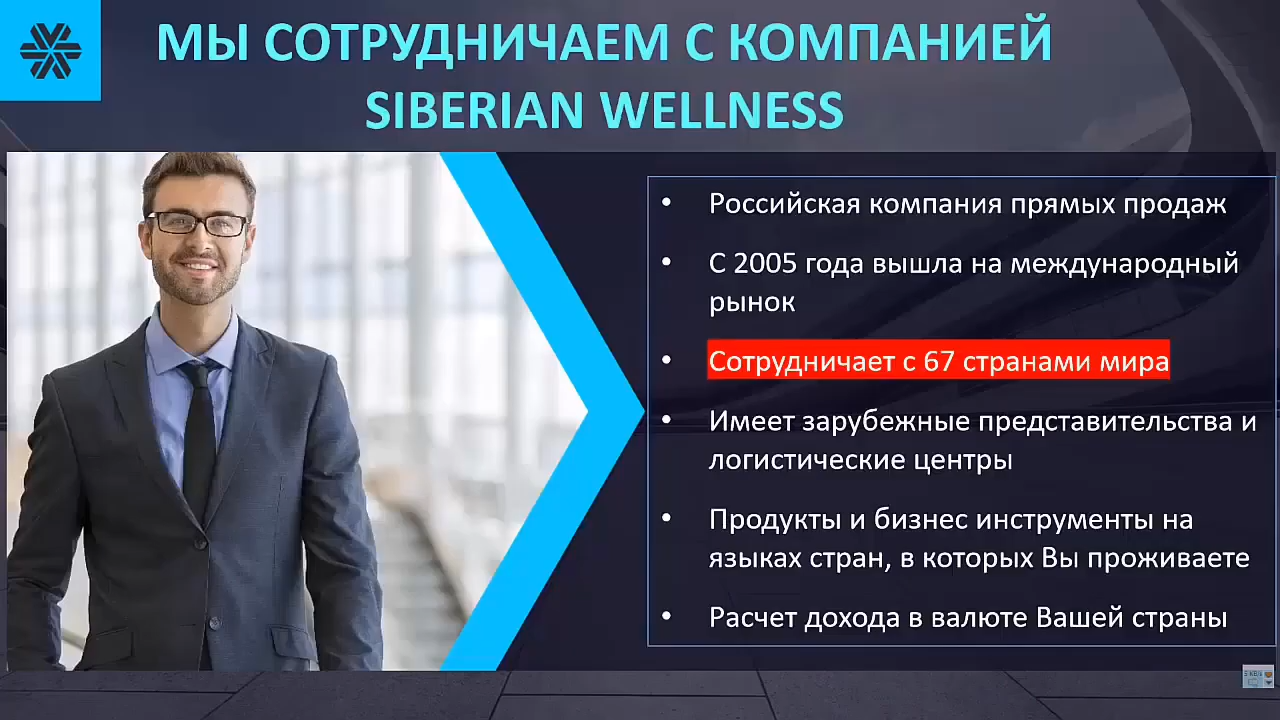 МЫ СОТРУДНИЧАЕМ С КОМПАНИЕЙ
SIBERIAN WELLNESS
• Российская компания прямых продаж
• С 2005 года вышла на международный
рынок
• Сотрудничает с 67 странами мира
• Имеет зарубежные представительства и
логистические центры
• Продукты и бизнес инструменты на
языках стран, в которых Вы проживаете
• Расчет дохода в валюте Вашей страны